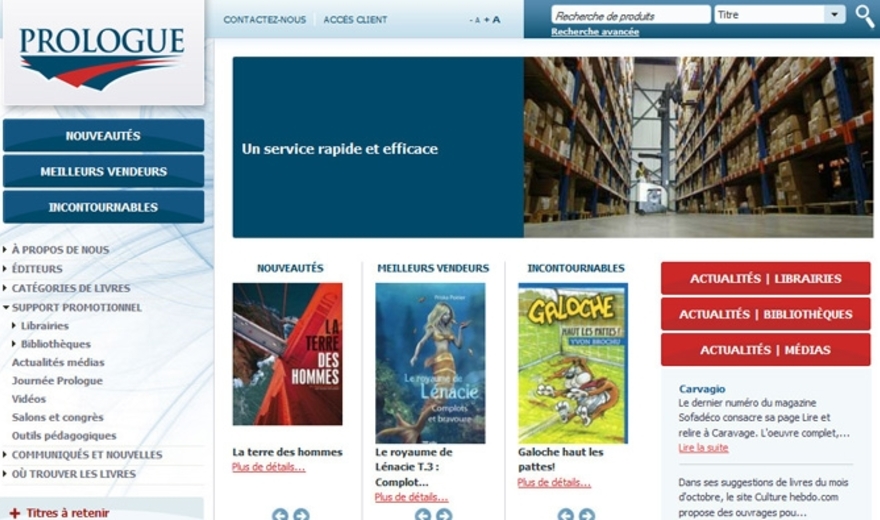 CONTACTEZ-NOUS | ACCÈS CLIENT
- A + A
Recherche de produits
Titre
Recherche avancée
PROLOGUE
NOUVEAUTÉS
MEILLEURS VENDEURS
INCONTOURNABLES
À PROPOS DE NOUS
ÉDITEURS
CATÉGORIES DE LIVRES
SUPPORT PROMOTIONNEL
Librairies
Bibliothèques
Actualités médias
Journée Prologue
Vidéos
Salons et congrès
Outils pédagogiques
COMMUNIQUÉS ET NOUVELLES
OÙ TROUVER LES LIVRES
+ Titres à retenir
Un service rapide et efficace
NOUVEAUTÉS
LA
TERRE
DES
HOMMES
La terre des hommes
Plus de détails...
MEILLEURS VENDEURS
Priska Poirier
Le royaume de
Lénacie
Complots
et bravoure
Le royaume de
Lénacie T.3 :
Complot...
Plus de détails...
INCONTOURNABLES
GALOCHE
HAUT LES PATTES!
YVON BROCHU
Galoche haut les
pattes!
Plus de détails...
ACTUALITÉS | LIBRAIRIES
ACTUALITÉS | BIBLIOTHÈQUES
ACTUALITÉS | MÉDIAS
Carvagio
Le dernier numéro du magazine
Sofadéco consacre sa page Lire et
relire à Caravage. L'oeuvre complet,...
Lire la suite
Dans ses suggestions de livres du mois
d'octobre, le site Culture hebdo.com
propose des ouvrages pou...